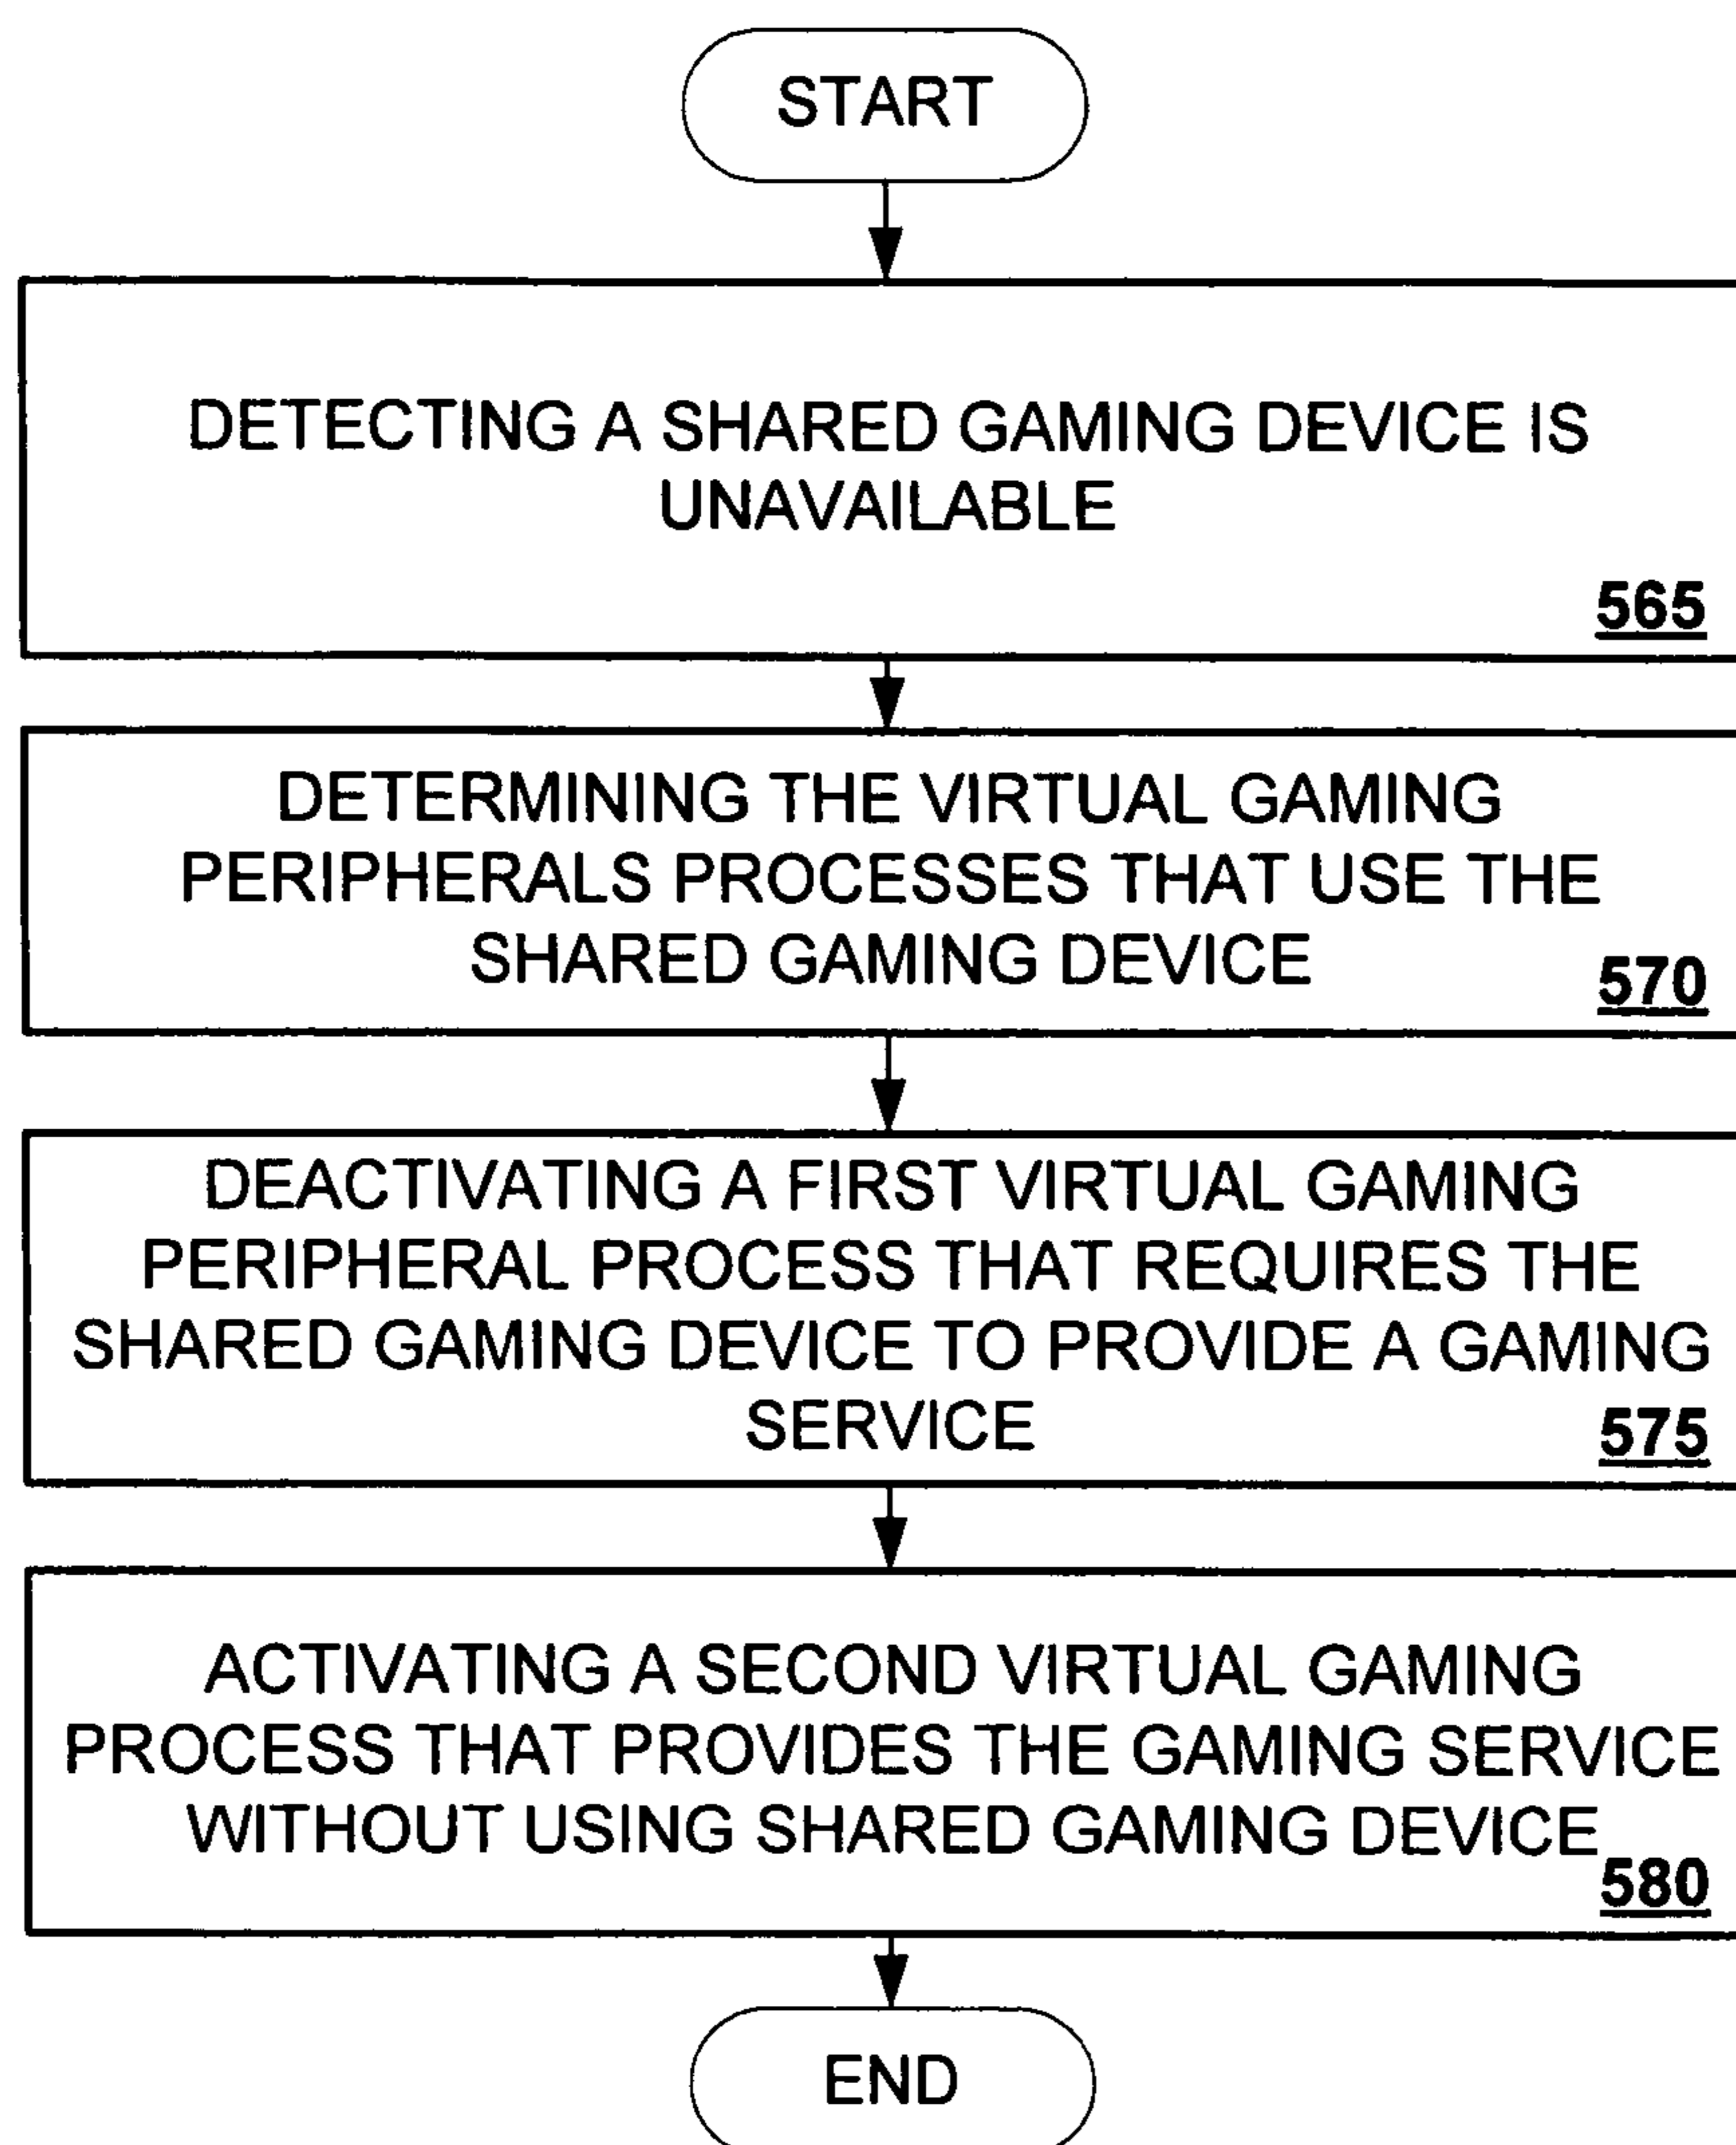 START
DETECTING A SHARED GAMING DEVICE IS
UNAVAILABLE
565
DETERMINING THE VIRTUAL GAMING
PERIPHERALS PROCESSES THAT USE THE
SHARED GAMING DEVICE
570
DEACTIVATING A FIRST VIRTUAL GAMING
PERIPHERAL PROCESS THAT REQUIRES THE
SHARED GAMING DEVICE TO PROVIDE A GAMING
SERVICE
575
ACTIVATING A SECOND VIRTUAL GAMING
PROCESS THAT PROVIDES THE GAMING SERVICE
WITHOUT USING SHARED GAMING DEVICE
580
END